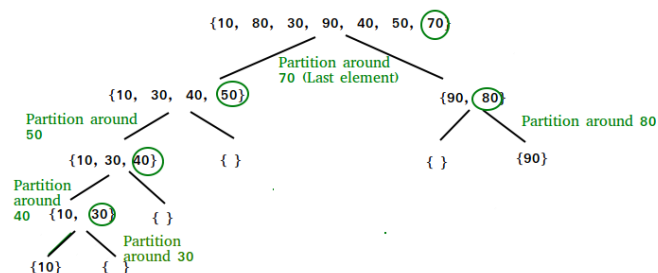 {10, 80, 30, 90, 40, 50, 70}
Partition around
70 (Last element)
{10, 30, 40, 50}
{90, 80}
Partition around
50
Partition around 80
{10, 30, 40}
{ }
{ }
{90}
Partition
around
40
{10, 30}
{ }
Partition
around 30
{10}
{ }